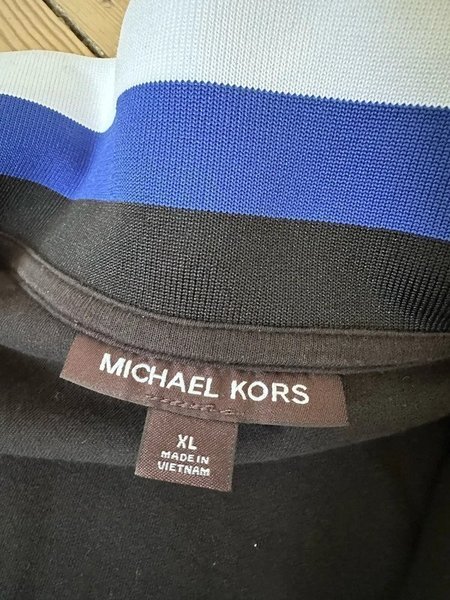 MICHAEL KORS
XL
MADE IN
VIETNAM